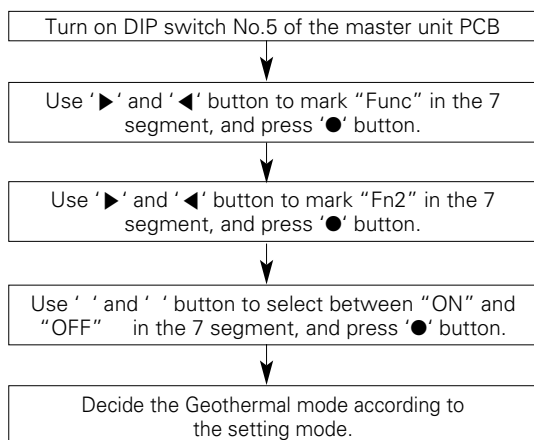 Turn on DIP switch No.5 of the master unit PCB
Use ‘▶‘ and ‘◀‘ button to mark “Func” in the 7
segment, and press ‘●‘ button.
Use ‘▶‘ and ‘◀‘ button to mark “Fn2” in the 7
segment, and press ‘●‘ button.
Use ‘ ‘ and ‘ ‘ button to select between “ON” and
“OFF” in the 7 segment, and press ‘●‘ button.
Decide the Geothermal mode according to
the setting mode.